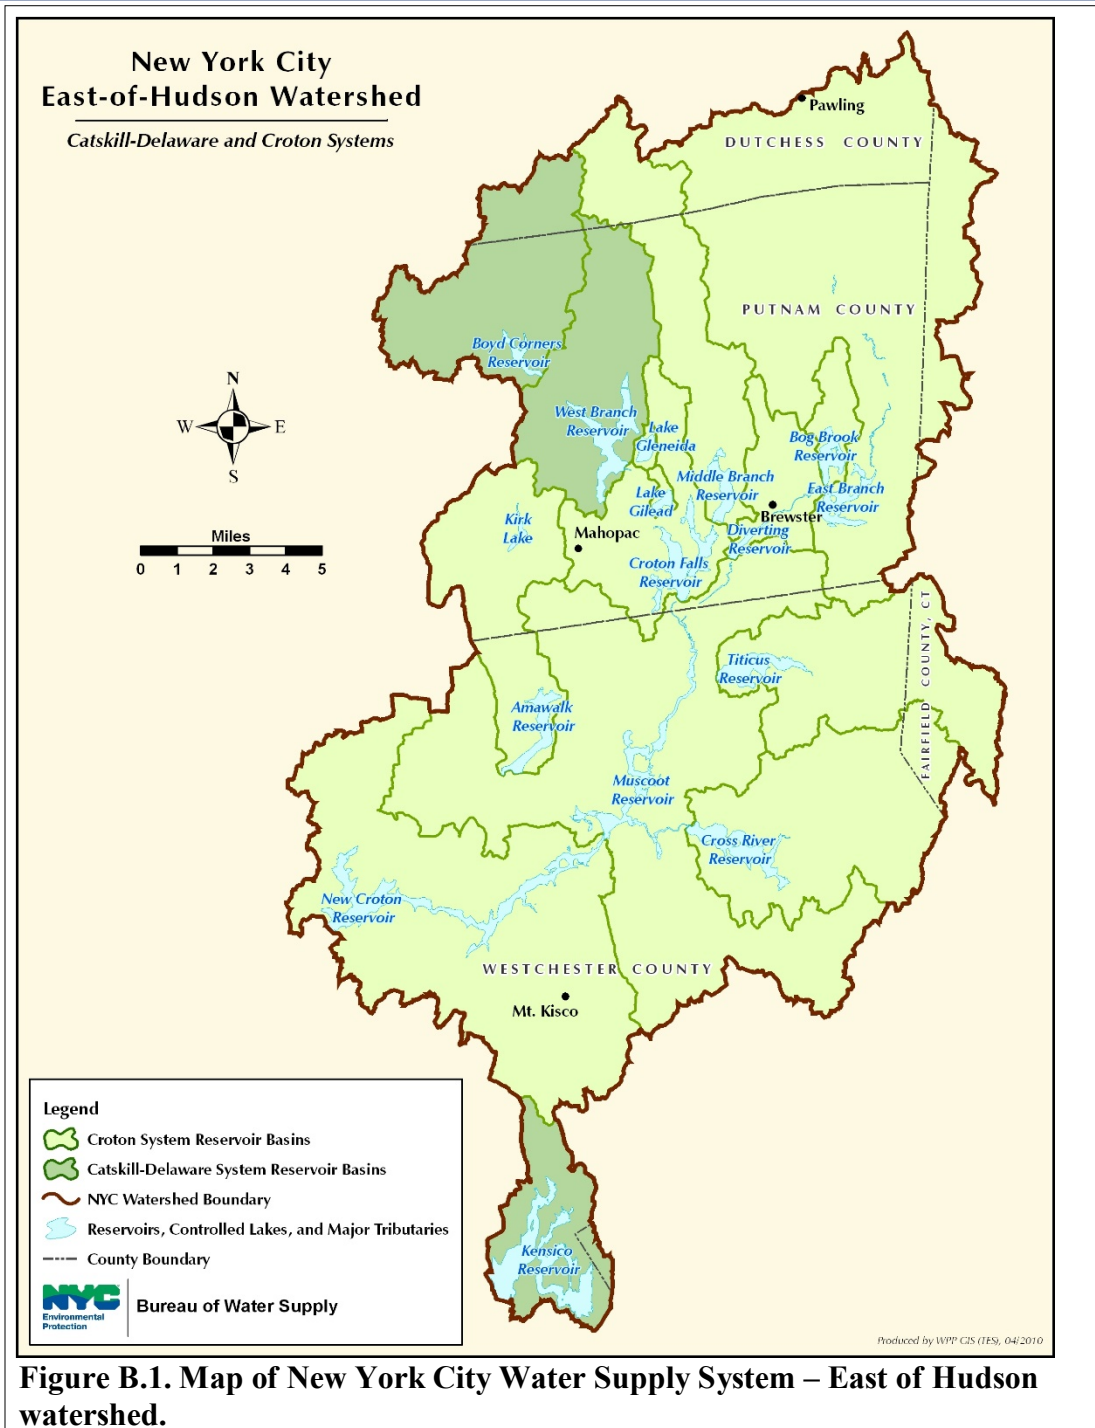 New York City
East-of-Hudson Watershed
Catskill-Delaware and Croton Systems
Pawling
DUTCHESS COUNTY
PUTNAM COUNTY
Boyd Corners
Reservoir
N
W E
S
West Branch
Reservoir
Lake
Gleneida
Bog Brook
Reservoir
Middle Branch
Reservoir
East Branch
Reservoir
Lake
Gilead
Kirk
Lake
Brewster
Mahopac
Diverting
Reservoir
Miles
0 1 2 3 4 5
Croton Falls
Reservoir
FAIRFIELD COUNTY, CT
Titicus
Reservoir
Amawalk
Reservoir
Muscoot
Reservoir
Cross River
Reservoir
New Croton
Reservoir
WESTCHESTER COUNTY
Mt. Kisco
Legend
Croton System Reservoir Basins
Catskill-Delaware System Reservoir Basins
NYC Watershed Boundary
Reservoirs, Controlled Lakes, and Major Tributaries
County Boundary
Kensico
Reservoir
NYC
Environmental
Protection
Bureau of Water Supply
Produced by WPP GIS (TES), 04/2010
Figure B.1. Map of New York City Water Supply System – East of Hudson
watershed.